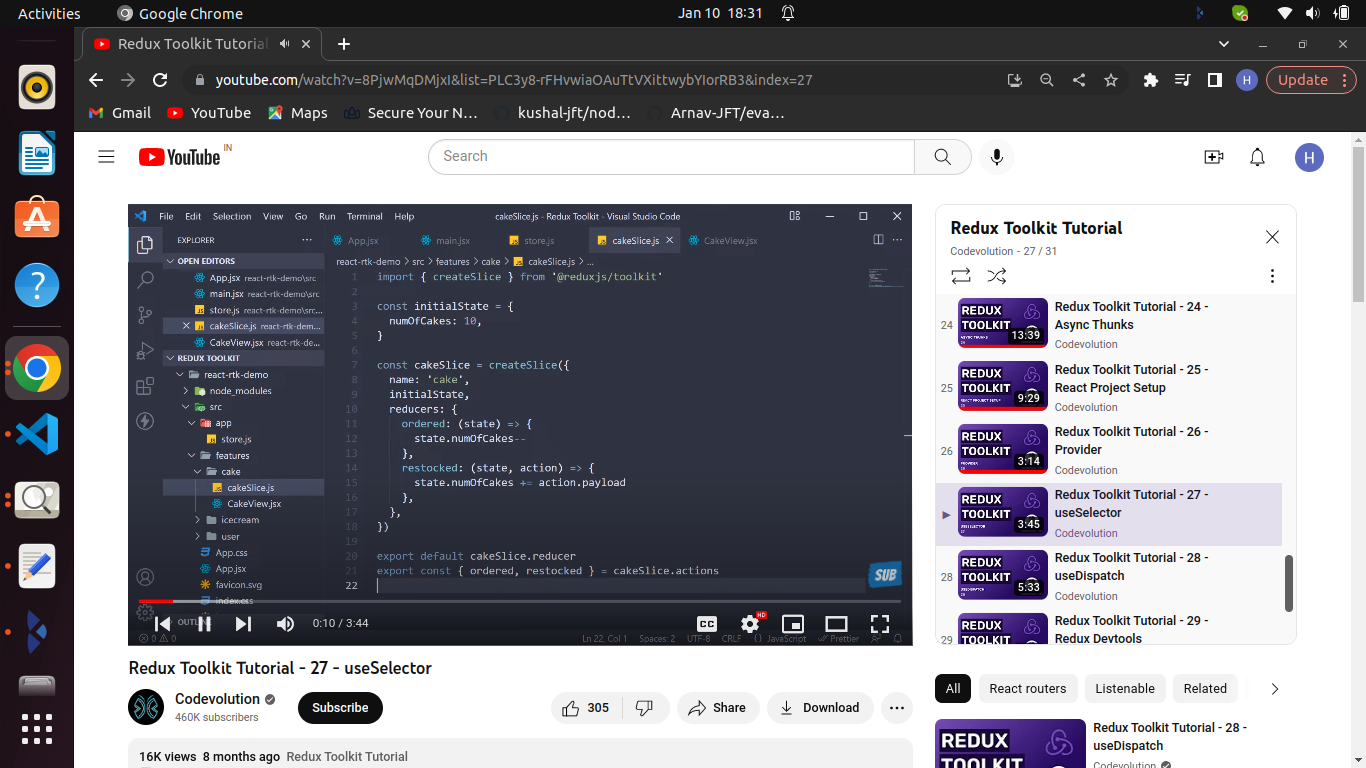 Activities
Google Chrome
Jan 10 18:31
Redux Toolkit Tutorial
youtube.com/watch?v=8PjwMqDMjxI&list=PLC3y8-rFHvwiaOAuTtVXittwybYIorRB3&index=27
H
Update
Gmail
YouTube
Maps
Secure Your N…
kushal-jft/nod…
Arnav-JFT/eva…
YouTube IN
Search
H
File Edit Selection View Go Run Terminal Help
cakeSlice.js - Redux Toolkit - Visual Studio Code
EXPLORER
App.jsx
main.jsx
store.js
cakeSlice.js
CakeView.jsx
OPEN EDITORS
App.jsx react-rtk-demo\src
main.jsx react-rtk-demo\src
store.js react-rtk-demo\src...
cakeSlice.js react-rtk-dem...
CakeView.jsx react-rtk-de...
REDUX TOOLKIT
react-rtk-demo
node_modules
src
app
store.js
features
cake
cakeSlice.js
CakeView.jsx
icecream
user
App.css
App.jsx
favicon.svg
index.css
OUTLINE
react-rtk-demo > src > features > cake > cakeSlice.js > ...
1 import { createSlice } from '@reduxjs/toolkit'
2
3 const initialState = {
4 numOfCakes: 10,
5 }
6
7 const cakeSlice = createSlice({
8 name: 'cake',
9 initialState,
10 reducers: {
11 ordered: (state) => {
12 state.numOfCakes--
13 },
14 restocked: (state, action) => {
15 state.numOfCakes += action.payload
16 },
17 },
18 })
19
20 export default cakeSlice.reducer
21 export const { ordered, restocked } = cakeSlice.actions
22
SUB
0:10 / 3:44
CC
HD
0 0
Ln 22, Col 1 Spaces: 2 UTF-8 CRLF {} JavaScript Prettier
Redux Toolkit Tutorial - 27 - useSelector
Codevolution
460K subscribers
Subscribe
305
Share
Download
16K views 8 months ago Redux Toolkit Tutorial
Redux Toolkit Tutorial
Codevolution - 27 / 31
24
REDUX
TOOLKIT
ASYNC THUNKS
13:39
Redux Toolkit Tutorial - 24 -
Async Thunks
Codevolution
25
REDUX
TOOLKIT
REACT PROJECT SETUP
9:29
Redux Toolkit Tutorial - 25 -
React Project Setup
Codevolution
26
REDUX
TOOLKIT
PROVIDER
3:14
Redux Toolkit Tutorial - 26 -
Provider
Codevolution
REDUX
TOOLKIT
USESELECTOR
3:45
Redux Toolkit Tutorial - 27 -
useSelector
Codevolution
28
REDUX
TOOLKIT
USEDISPATCH
5:33
Redux Toolkit Tutorial - 28 -
useDispatch
Codevolution
29
REDUX
TOOLKIT
Redux Toolkit Tutorial - 29 -
Redux Devtools
All
React routers
Listenable
Related
REDUX
TOOLKIT
Redux Toolkit Tutorial - 28 -
useDispatch
Codevolution